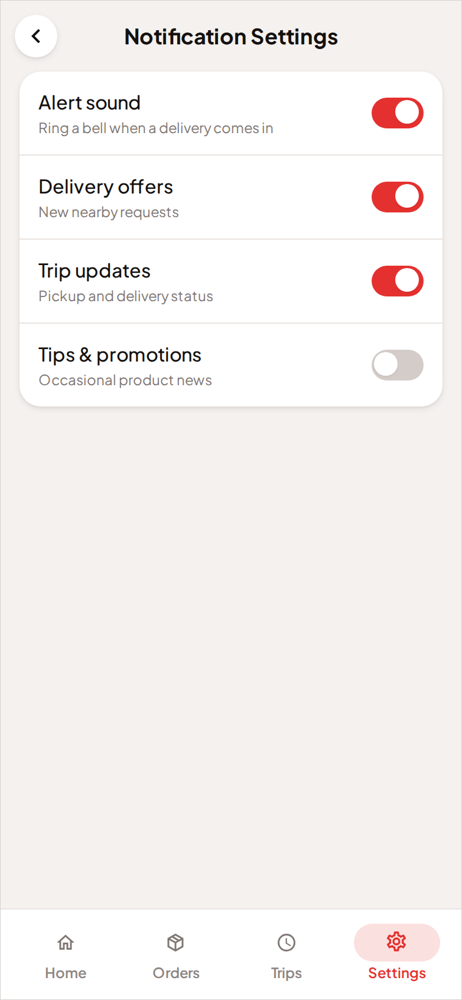 Notification Settings
Alert sound
Ring a bell when a delivery comes in
Delivery offers
New nearby requests
Trip updates
Pickup and delivery status
Tips & promotions
Occasional product news
Home
Orders
Trips
Settings